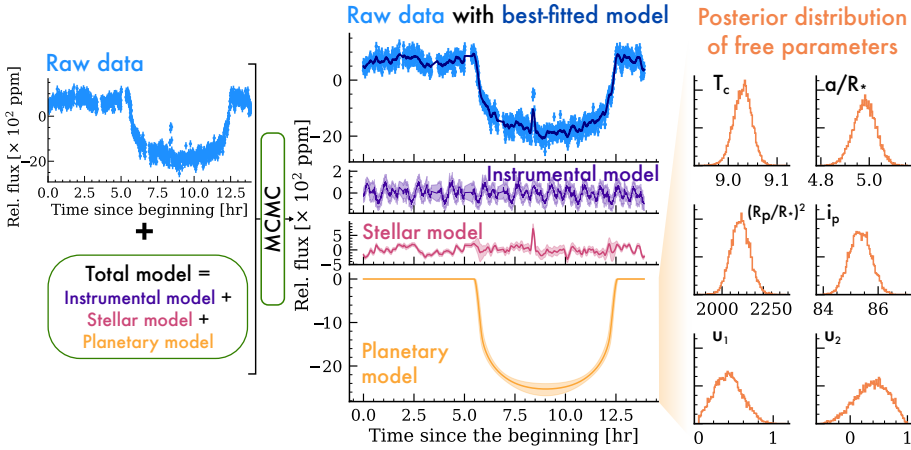 Raw data
Rel. flux [× 10² ppm]
0
−20
0.0 2.5 5.0 7.5 10.0 12.5
Time since beginning [hr]
+
Total model =
Instrumental model +
Stellar model +
Planetary model
MCMC
Raw data with best-fitted model
0
−20
2
0
Instrumental model
5
0
−5
Stellar model
0
−10
−20
Planetary
model
Rel. flux [× 10² ppm]
0.0 2.5 5.0 7.5 10.0 12.5
Time since the beginning [hr]
Posterior distribution
of free parameters
T_c
9.0 9.1
a/R⋆
4.8 5.0
(R_p/R⋆)²
2000 2250
i_p
84 86
u₁
0 1
u₂
0 1